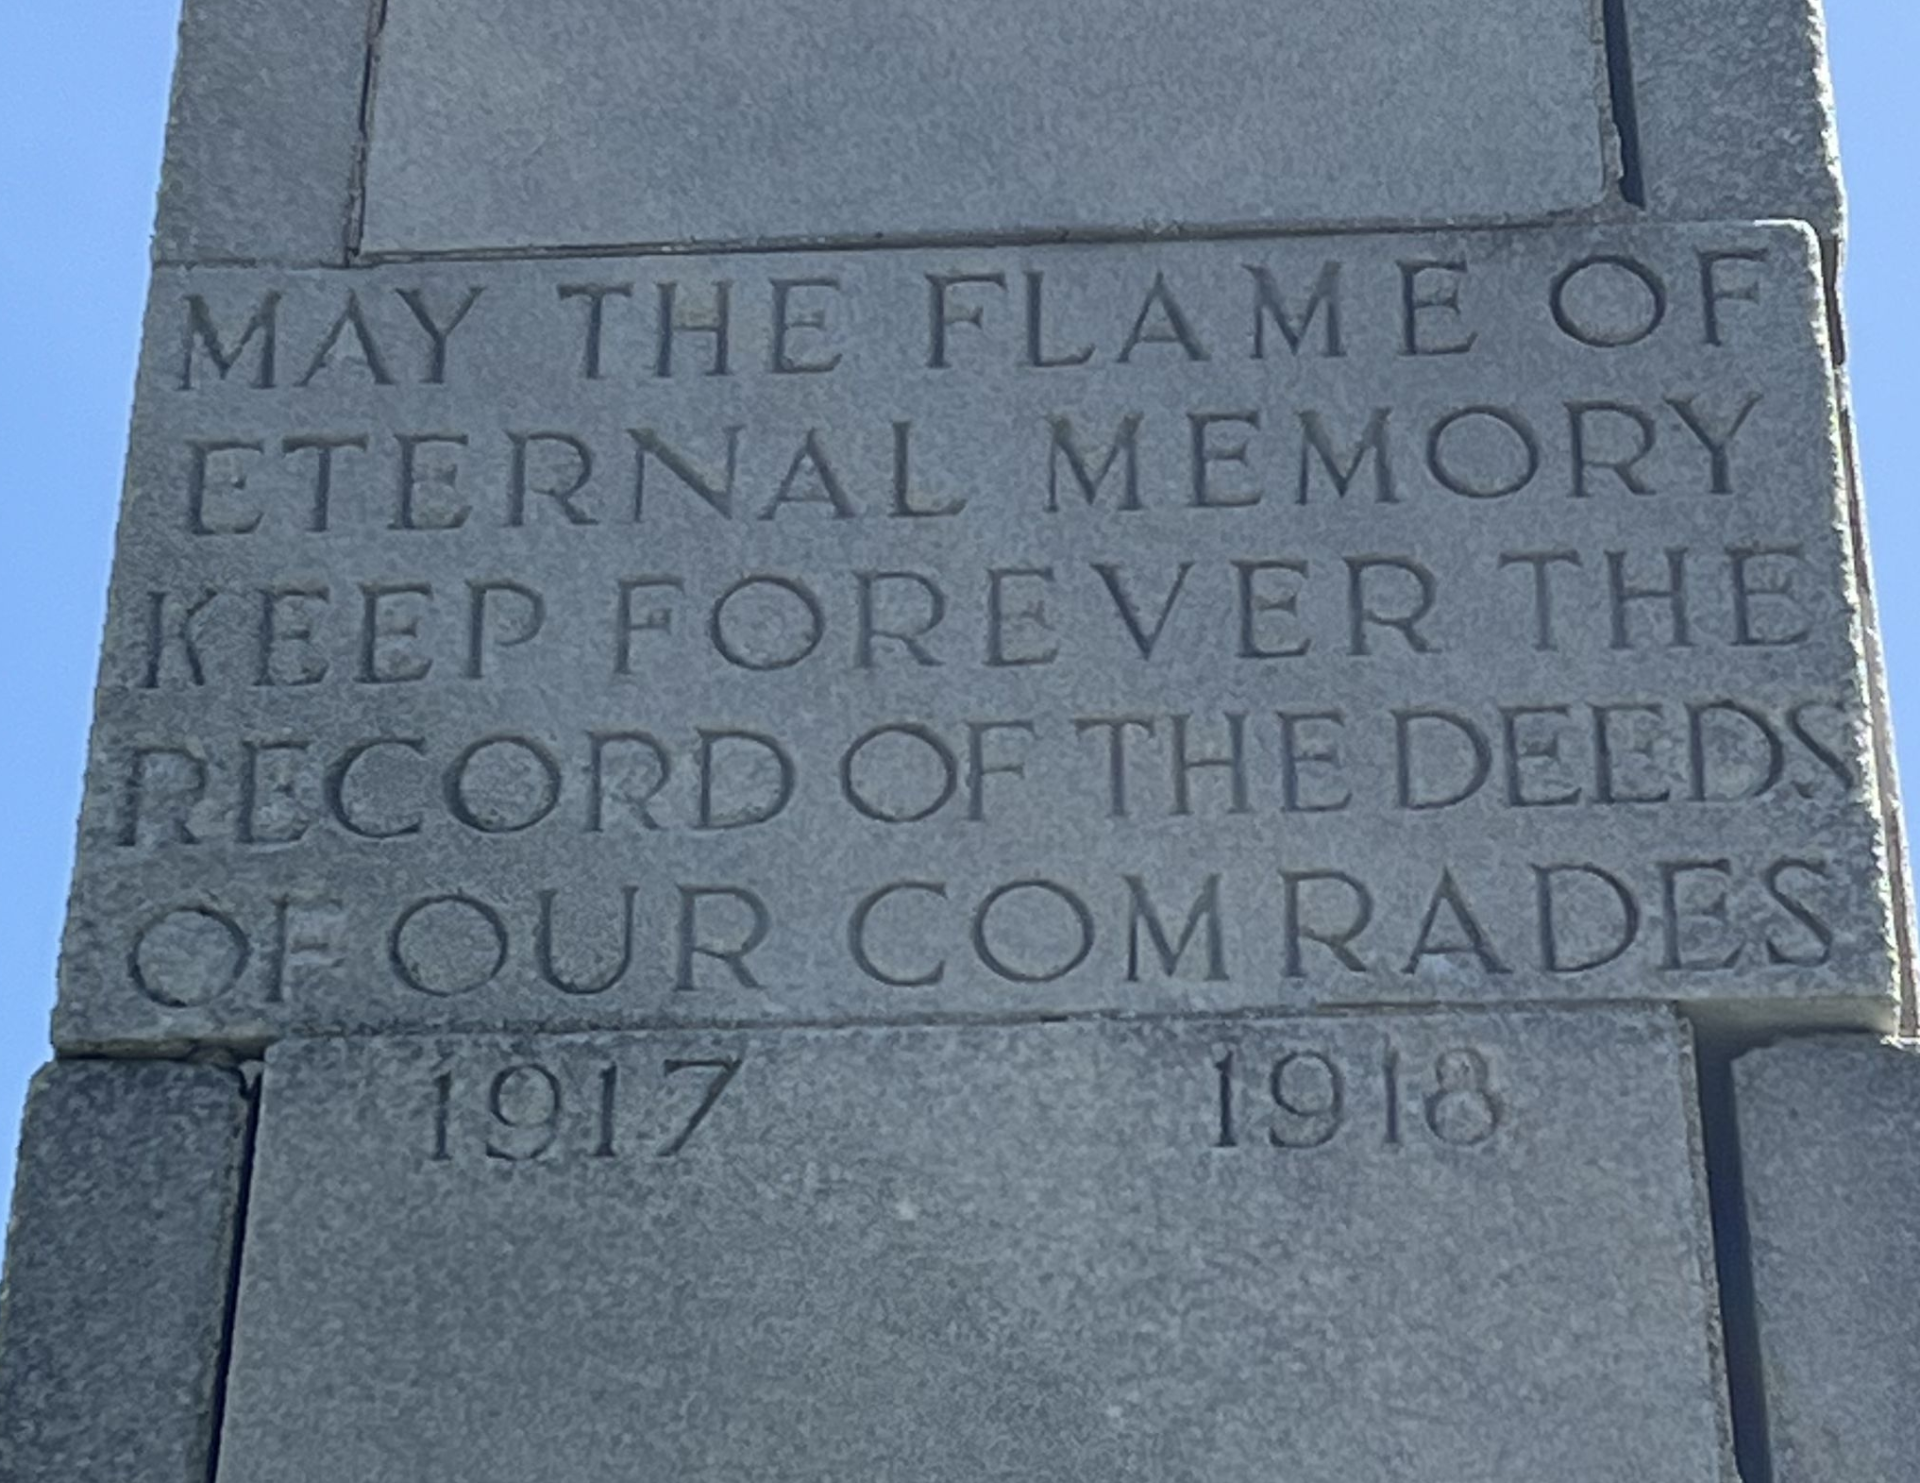 MAY THE FLAME OF
ETERNAL MEMORY
KEEP FOREVER THE
RECORD OF THE DEEDS
OF OUR COMRADES
1917 1918